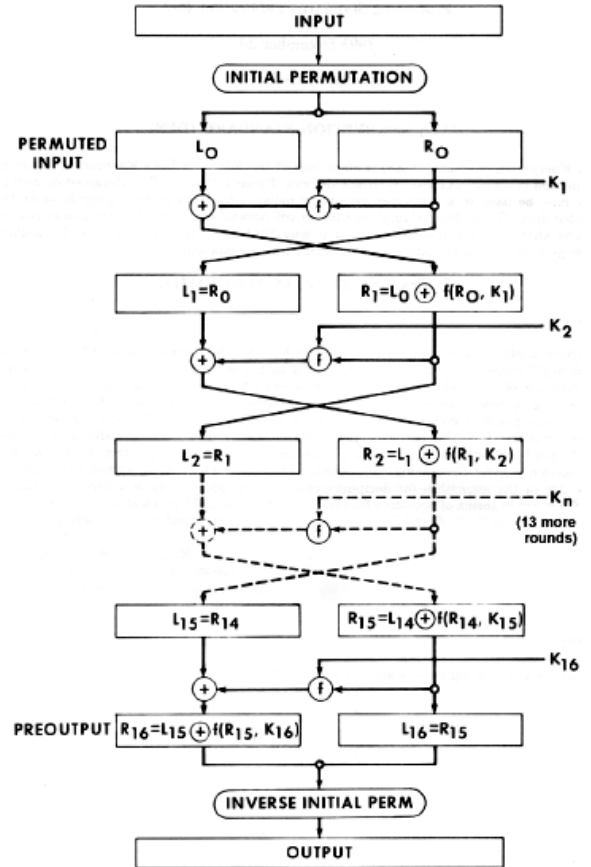 INPUT
INITIAL PERMUTATION
PERMUTED
INPUT
L0
R0
K1
+
f
L1=R0
R1=L0 ⊕ f(R0, K1)
K2
+
f
L2=R1
R2=L1 ⊕ f(R1, K2)
Kn
(13 more
rounds)
+
f
L15=R14
R15=L14 ⊕ f(R14, K15)
K16
+
f
PREOUTPUT
R16=L15 ⊕ f(R15, K16)
L16=R15
INVERSE INITIAL PERM
OUTPUT